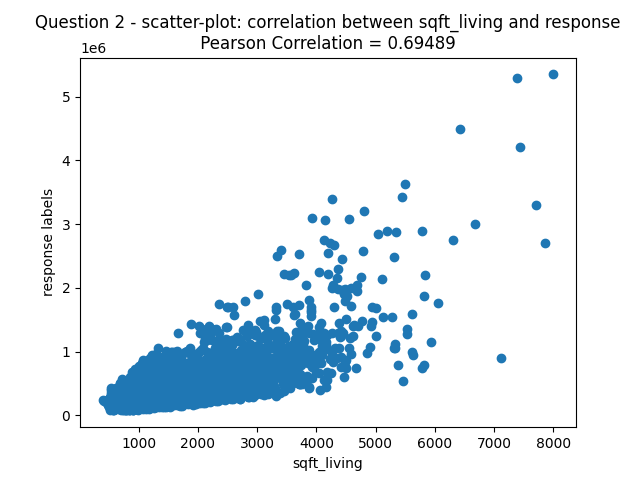 Question 2 - scatter-plot: correlation between sqft_living and response
Pearson Correlation = 0.69489
1e6
5
4
3
2
1
0
response labels
1000 2000 3000 4000 5000 6000 7000 8000
sqft_living